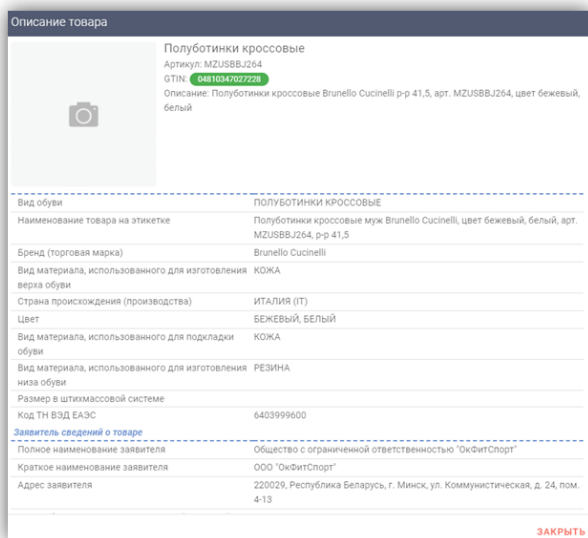 Описание товара
Полуботинки кроссовые
Артикул: MZUSBBJ264
GTIN: 04810347027228
Описание: Полуботинки кроссовые Brunello Cucinelli р-р 41,5, арт. MZUSBBJ264, цвет бежевый,
белый
Вид обуви ПОЛУБОТИНКИ КРОССОВЫЕ
Наименование товара на этикетке Полуботинки кроссовые муж Brunello Cucinelli, цвет бежевый, белый, арт.
MZUSBBJ264, р-р 41,5
Бренд (торговая марка) Brunello Cucinelli
Вид материала, использованного для изготовления КОЖА
верха обуви
Страна происхождения (производства) ИТАЛИЯ (IT)
Цвет БЕЖЕВЫЙ, БЕЛЫЙ
Вид материала, использованного для подкладки КОЖА
обуви
Вид материала, использованного для изготовления РЕЗИНА
низа обуви
Размер в штихмассовой системе
Код ТН ВЭД ЕАЭС 6403999600
Заявитель сведений о товаре
Полное наименование заявителя Общество с ограниченной ответственностью "ОкФитСпорт"
Краткое наименование заявителя ООО "ОкФитСпорт"
Адрес заявителя 220029, Республика Беларусь, г. Минск, ул. Коммунистическая, д. 24, пом.
4-13
ЗАКРЫТЬ